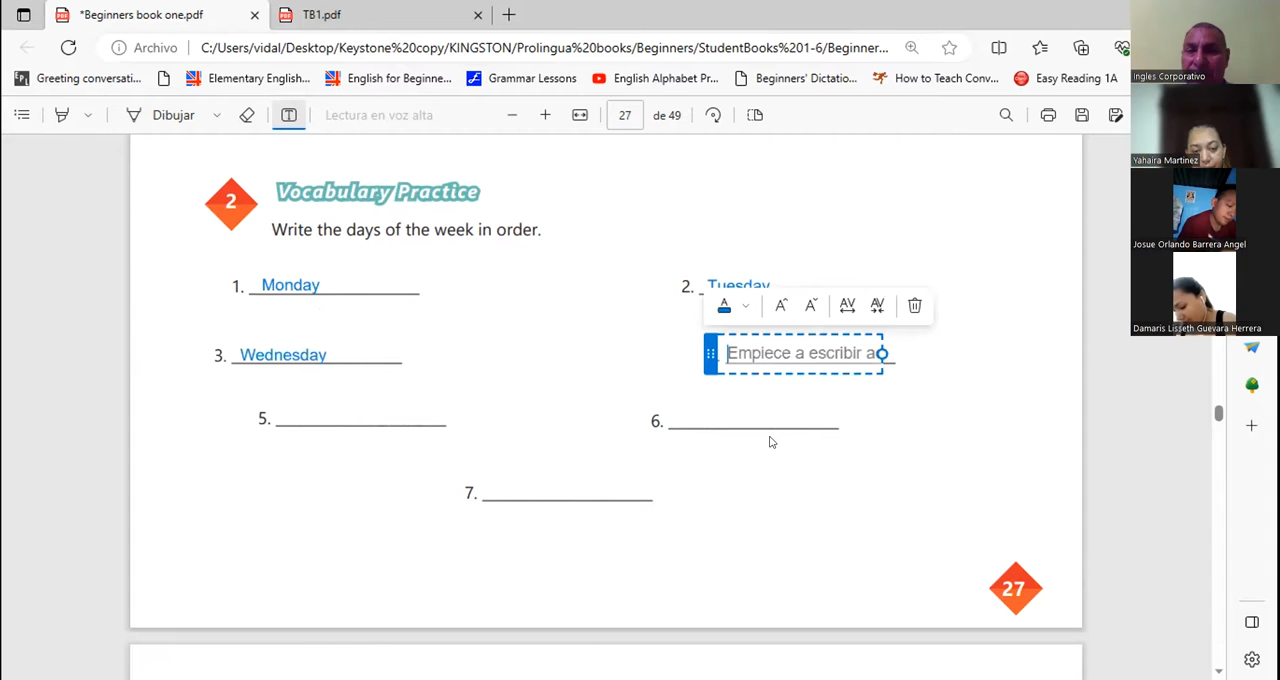 *Beginners book one.pdf
TB1.pdf
Archivo
C:/Users/vidal/Desktop/Keystone%20copy/KINGSTON/Prolingua%20books/Beginners/StudentBooks%201-6/Beginner...
Greeting conversati...
Elementary English...
English for Beginne...
Grammar Lessons
English Alphabet Pr...
Beginners' Dictatio...
How to Teach Conv...
Easy Reading 1A
Dibujar
Lectura en voz alta
27
de 49
Ingles Corporativo
Yahaira Martinez
Josue Orlando Barrera Angel
Damaris Lisseth Guevara Herrera
2
Vocabulary Practice
Write the days of the week in order.
1. Monday
2. Tuesday
3. Wednesday
Empiece a escribir a
5.
6.
7.
27